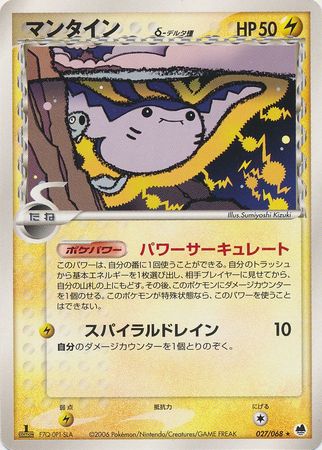 マンタイン δ-デルタ種 HP50
Illus. Sumiyoshi Kizuki
δ
たね
ポケパワー パワーサーキュレート
このパワーは、自分の番に1回使うことができる。自分のトラッシュ
から基本エネルギーを1枚選び出し、相手プレイヤーに見せてから、
自分の山札の上にもどす。その後、このポケモンにダメージカウンター
を1個のせる。このポケモンが特殊状態なら、このパワーを使うこと
はできない。
スパイラルドレイン 10
自分のダメージカウンターを1個とりのぞく。
弱点 抵抗力 にげる
1 EDITION F7Q-0P1-SLA ©2006 Pokémon/Nintendo/Creatures/GAME FREAK 027/068 ★